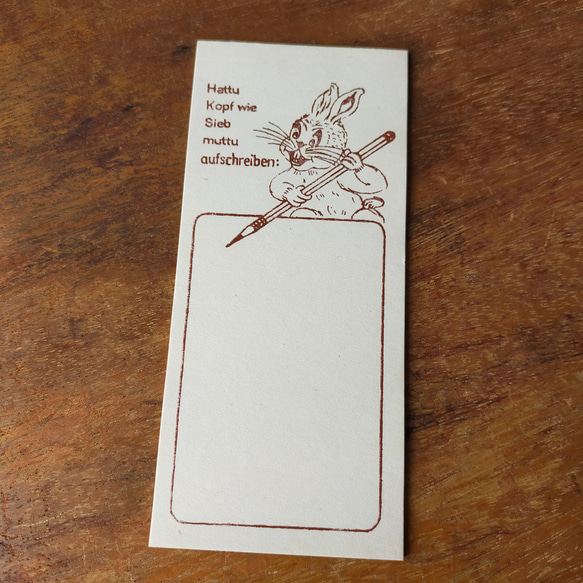 Hattu
Kopf wie
Sieb
muttu
aufschreiben: